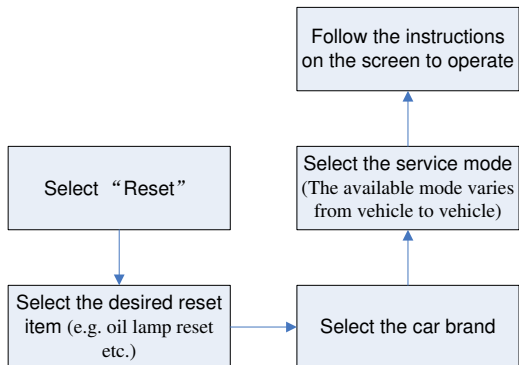 Select “Reset”
Select the desired reset
item (e.g. oil lamp reset
etc.)
Select the car brand
Select the service mode
(The available mode varies
from vehicle to vehicle)
Follow the instructions
on the screen to operate